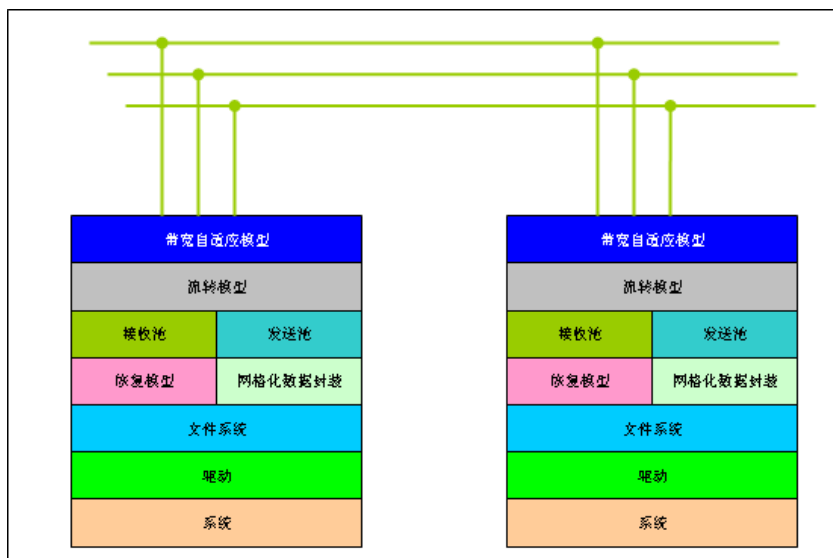 带宽自适应模型
流转模型
接收池 发送池
恢复模型 网格化数据封装
文件系统
驱动
系统
带宽自适应模型
流转模型
接收池 发送池
恢复模型 网格化数据封装
文件系统
驱动
系统